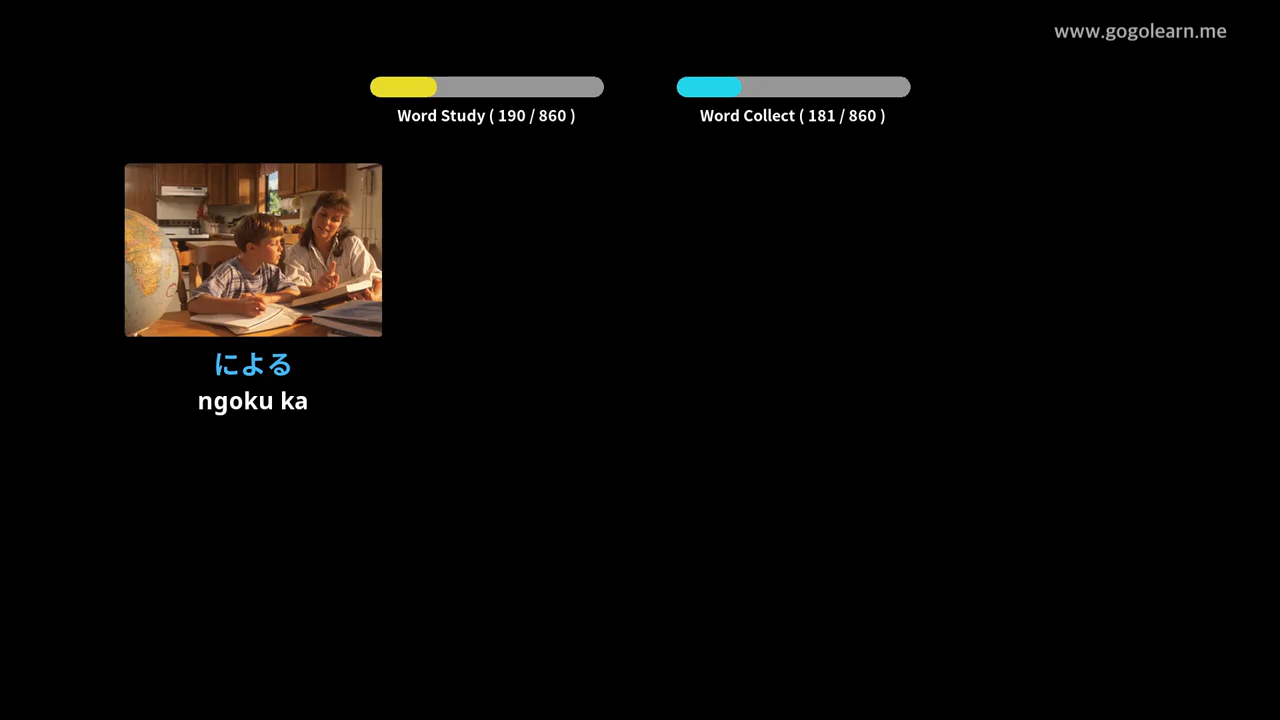 www.gogolearn.me
Word Study ( 190 / 860 )
Word Collect ( 181 / 860 )
による
ngoku ka